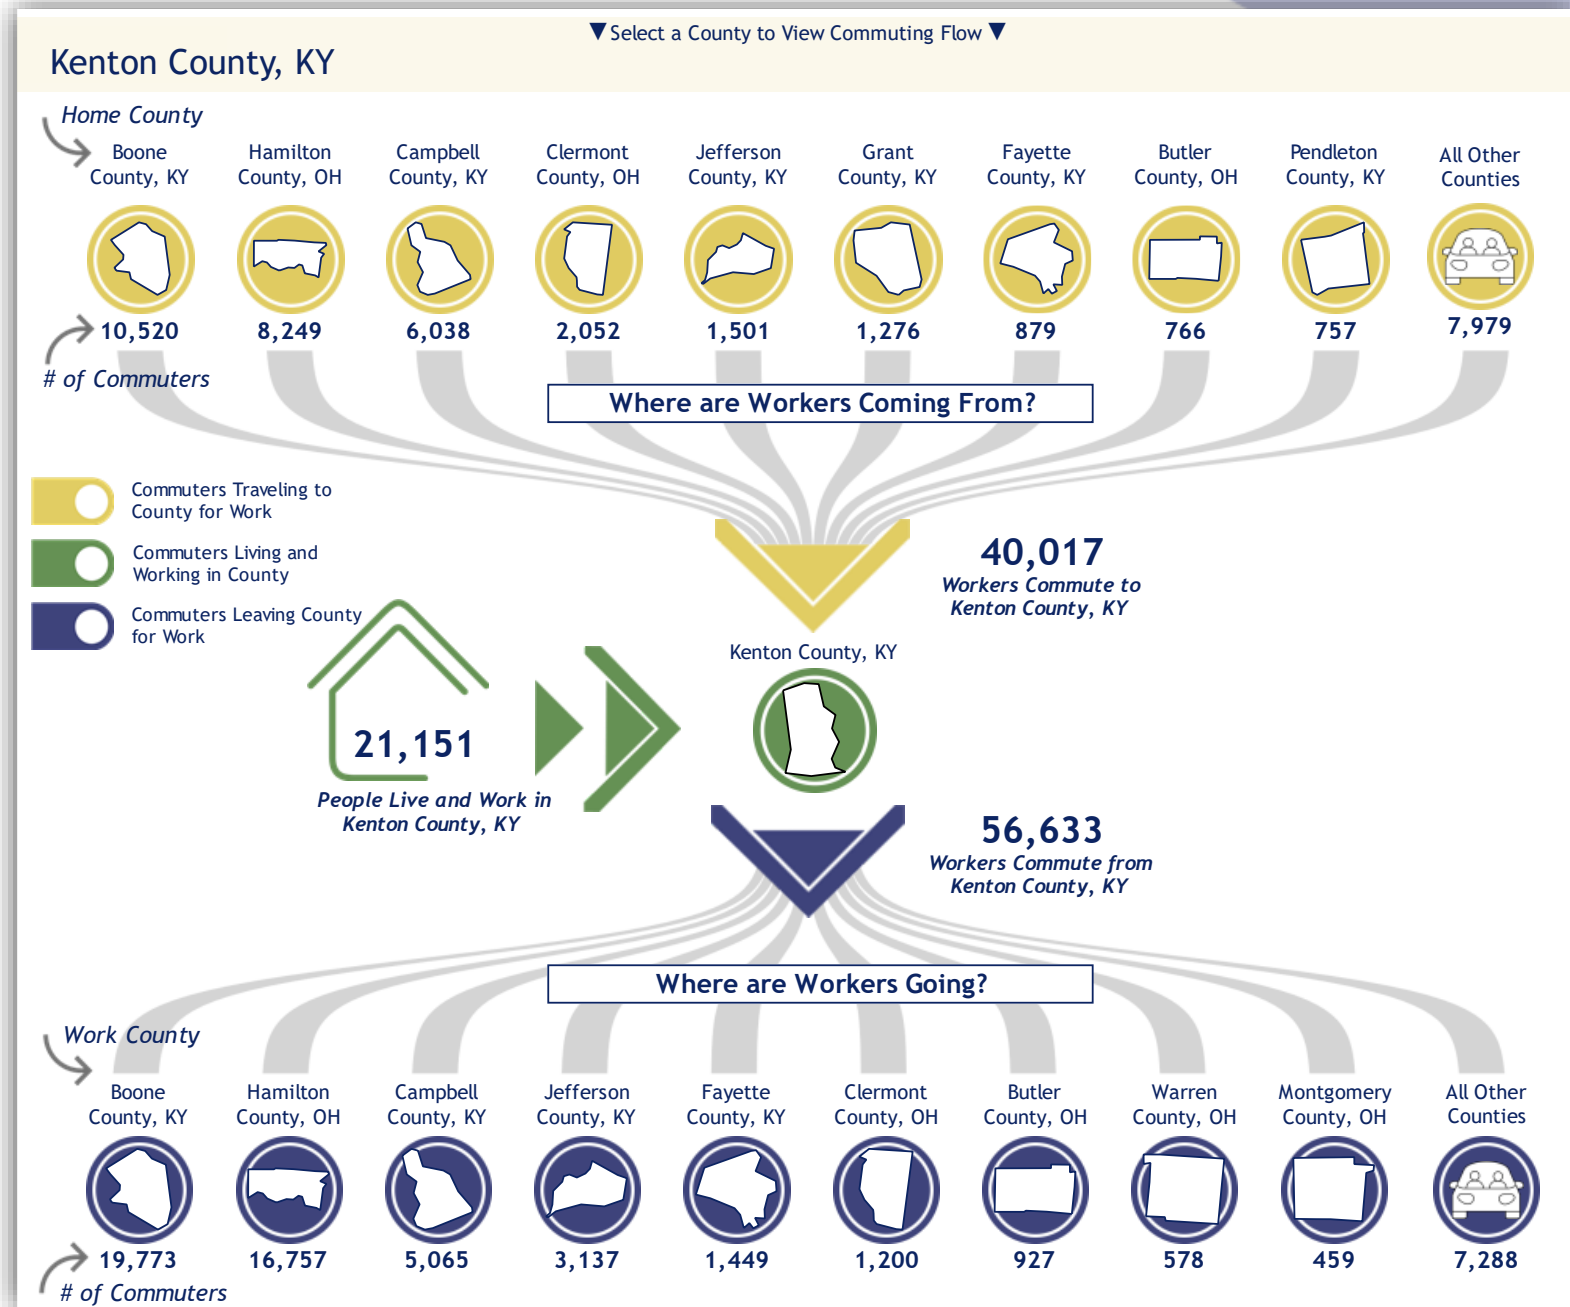 ▼ Select a County to View Commuting Flow ▼
Kenton County, KY
Home County
Boone
County, KY
Hamilton
County, OH
Campbell
County, KY
Clermont
County, OH
Jefferson
County, KY
Grant
County, KY
Fayette
County, KY
Butler
County, OH
Pendleton
County, KY
All Other
Counties
10,520
8,249
6,038
2,052
1,501
1,276
879
766
757
7,979
# of Commuters
Where are Workers Coming From?
Commuters Traveling to
County for Work
Commuters Living and
Working in County
Commuters Leaving County
for Work
40,017
Workers Commute to
Kenton County, KY
Kenton County, KY
21,151
People Live and Work in
Kenton County, KY
56,633
Workers Commute from
Kenton County, KY
Where are Workers Going?
Work County
Boone
County, KY
Hamilton
County, OH
Campbell
County, KY
Jefferson
County, KY
Fayette
County, KY
Clermont
County, OH
Butler
County, OH
Warren
County, OH
Montgomery
County, OH
All Other
Counties
19,773
16,757
5,065
3,137
1,449
1,200
927
578
459
7,288
# of Commuters